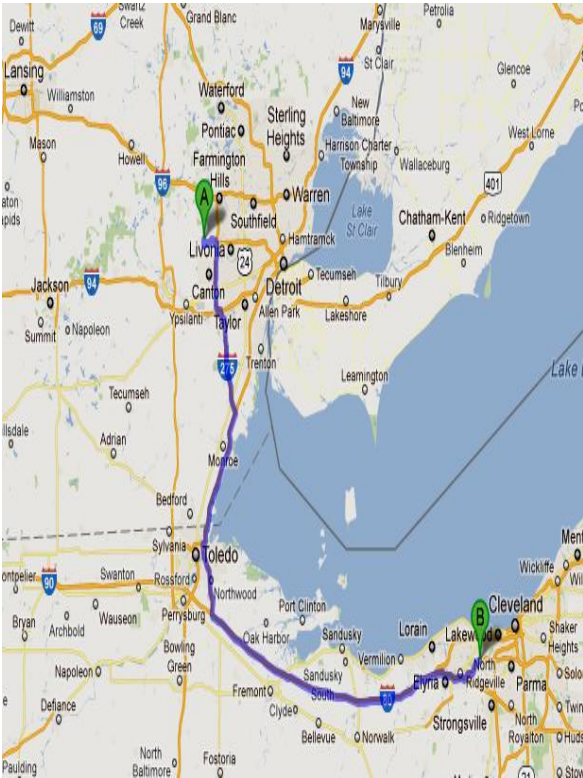 Swartz
Creek
Grand Blanc
Petrolia
Marysville
Dewitt
69
St Clair
94
Lansing
Glencoe
Williamston
Waterford
New
Baltimore
Sterling
Heights
Pontiac
West Lorne
Mason
Howell
Farmington
Hills
Harrison Charter
Township
Wallaceburg
96
401
A
Warren
Southfield
Lake
St Clair
Chatham-Kent
Ridgetown
Hamtramck
Livonia
24
Blenheim
Detroit
Tecumseh
Canton
94
Jackson
Tilbury
Ypsilanti
Taylor
Allen Park
Lakeshore
Summit
Napoleon
Trenton
275
Leamington
Lake
Tecumseh
Adrian
Monroe
Bedford
Sylvania
Toledo
90
Swanton
Rossford
Northwood
Wickliffe
Wauseon
Perrysburg
Port Clinton
B
Cleveland
Bryan
Archbold
Oak Harbor
Sandusky
Lorain
Lakewood
Shaker
Heights
Bowling
Green
Vermilion
Napoleon
Sandusky
South
Elyria
North
Ridgeville
Parma
Fremont
80
Defiance
Clyde
Strongsville
North
Royalton
Bellevue
Norwalk
North
Baltimore
Fostoria
Paulding